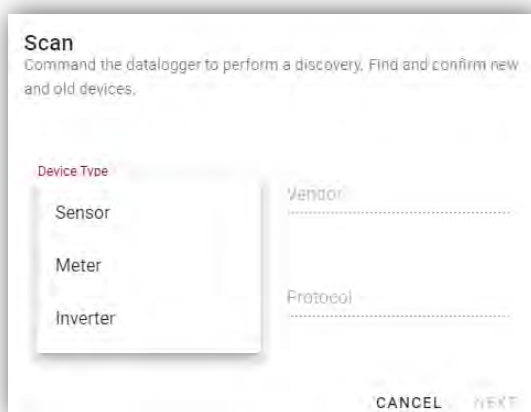 Scan
Command the datalogger to perform a discovery. Find and confirm new
and old devices.
Device Type
Vendor
Sensor
Meter
Protocol
Inverter
CANCEL NEXT